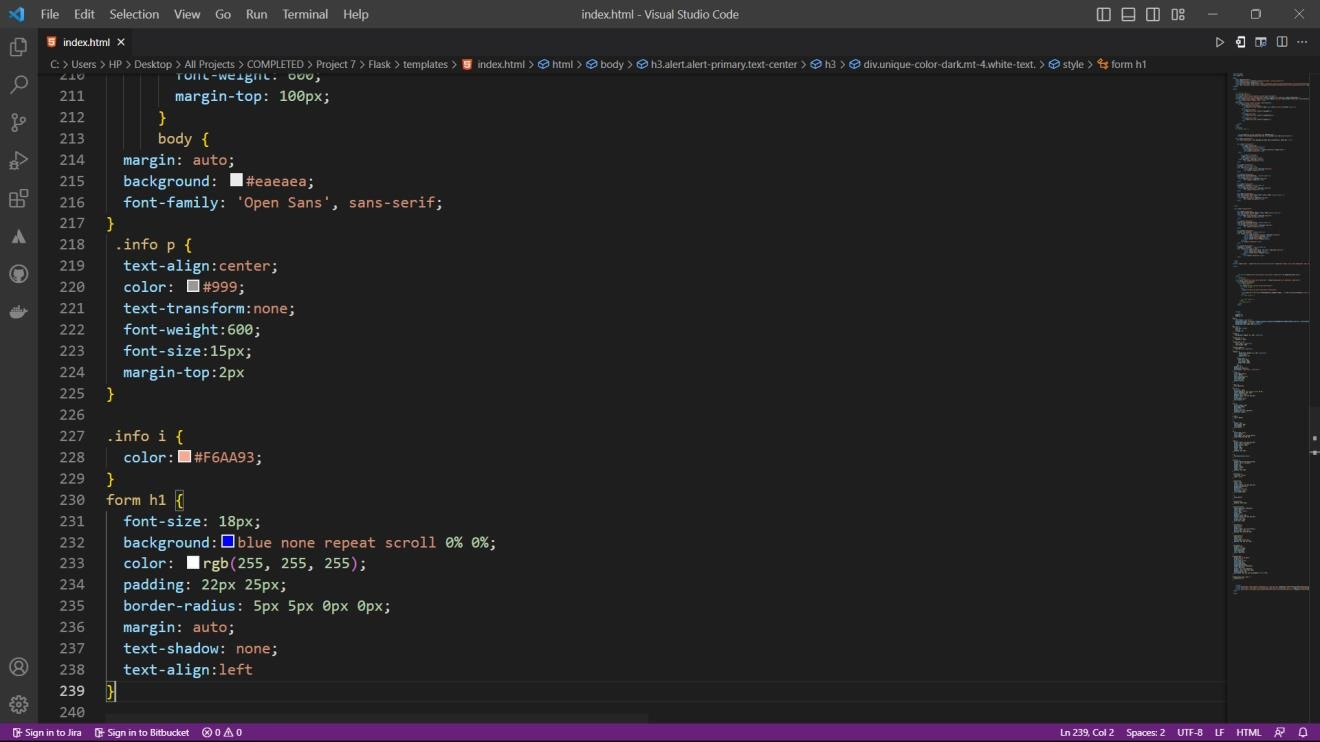 File Edit Selection View Go Run Terminal Help index.html - Visual Studio Code
index.html
C: > Users > HP > Desktop > All Projects > COMPLETED > Project 7 > Flask > templates > index.html > html > body > h3.alert.alert-primary.text-center > h3 > div.unique-color-dark.mt-4.white-text. > style > form h1
210 font-weight: 600;
211 margin-top: 100px;
212 }
213 body {
214 margin: auto;
215 background: #eaeaea;
216 font-family: 'Open Sans', sans-serif;
217 }
218 .info p {
219 text-align:center;
220 color: #999;
221 text-transform:none;
222 font-weight:600;
223 font-size:15px;
224 margin-top:2px
225 }
226
227 .info i {
228 color:#F6AA93;
229 }
230 form h1 {
231 font-size: 18px;
232 background:blue none repeat scroll 0% 0%;
233 color: rgb(255, 255, 255);
234 padding: 22px 25px;
235 border-radius: 5px 5px 0px 0px;
236 margin: auto;
237 text-shadow: none;
238 text-align:left
239 }
240
Sign in to Jira Sign in to Bitbucket 0 0 Ln 239, Col 2 Spaces: 2 UTF-8 LF HTML